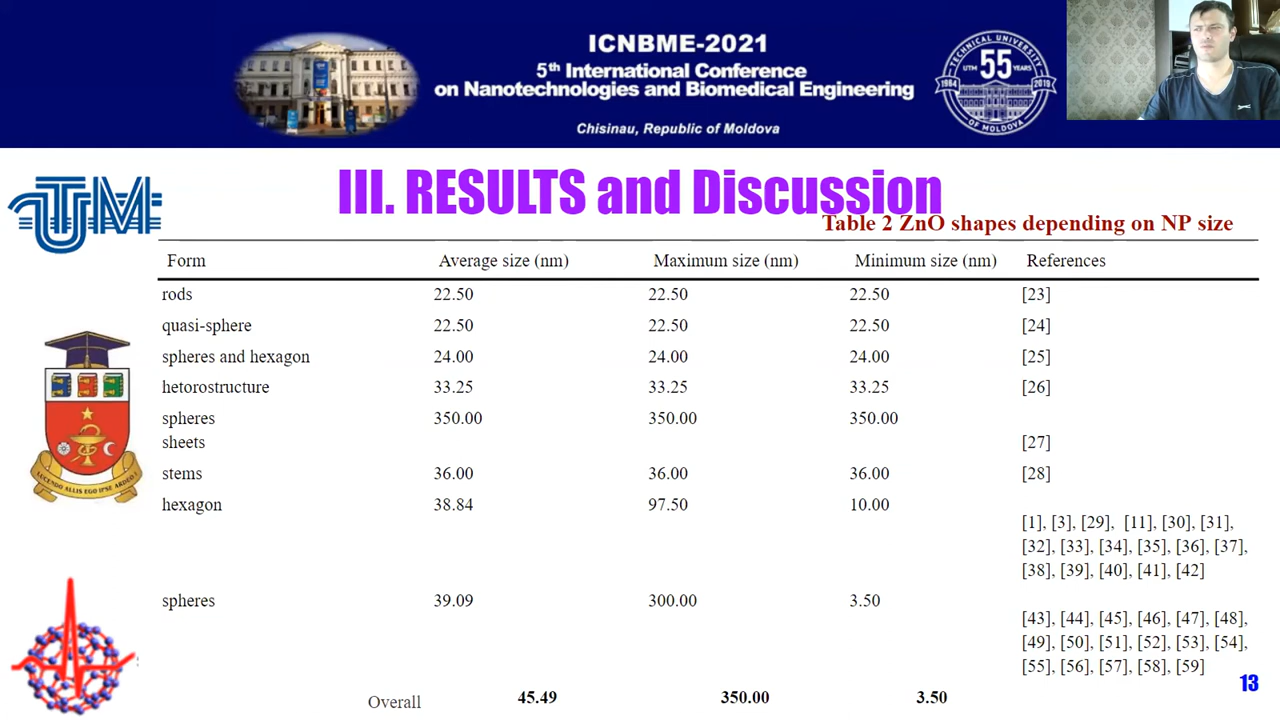 ICNBME-2021
5th International Conference
on Nanotechnologies and Biomedical Engineering
Chisinau, Republic of Moldova
TECHNICAL UNIVERSITY
UTM 55 YEARS
1964 2019
OF MOLDOVA
UTM
III. RESULTS and Discussion
Table 2 ZnO shapes depending on NP size
Form Average size (nm) Maximum size (nm) Minimum size (nm) References
rods 22.50 22.50 22.50 [23]
quasi-sphere 22.50 22.50 22.50 [24]
spheres and hexagon 24.00 24.00 24.00 [25]
hetorostructure 33.25 33.25 33.25 [26]
spheres 350.00 350.00 350.00
sheets [27]
stems 36.00 36.00 36.00 [28]
hexagon 38.84 97.50 10.00
[1], [3], [29], [11], [30], [31],
[32], [33], [34], [35], [36], [37],
[38], [39], [40], [41], [42]
spheres 39.09 300.00 3.50
[43], [44], [45], [46], [47], [48],
[49], [50], [51], [52], [53], [54],
[55], [56], [57], [58], [59]
Overall 45.49 350.00 3.50
LUCENDO ALLIS EGO IPSE ARDEO
13